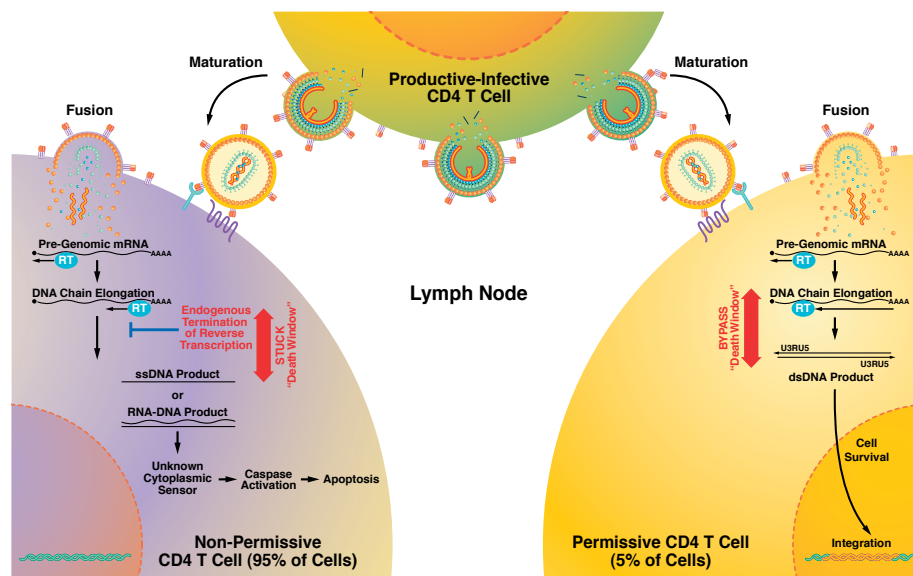 Maturation
Productive-Infective
CD4 T Cell
Maturation
Fusion
Fusion
Pre-Genomic mRNA
AAAA
RT
DNA Chain Elongation
AAAA
RT
Endogenous
Termination
of Reverse
Transcription
STUCK
"Death Window"
ssDNA Product
or
RNA-DNA Product
Unknown
Cytoplasmic
Sensor
Caspase
Activation
Apoptosis
Non-Permissive
CD4 T Cell (95% of Cells)
Lymph Node
Pre-Genomic mRNA
AAAA
RT
DNA Chain Elongation
AAAA
RT
BYPASS
"Death Window"
U3RU5
U3RU5
dsDNA Product
Cell
Survival
Permissive CD4 T Cell
(5% of Cells)
Integration